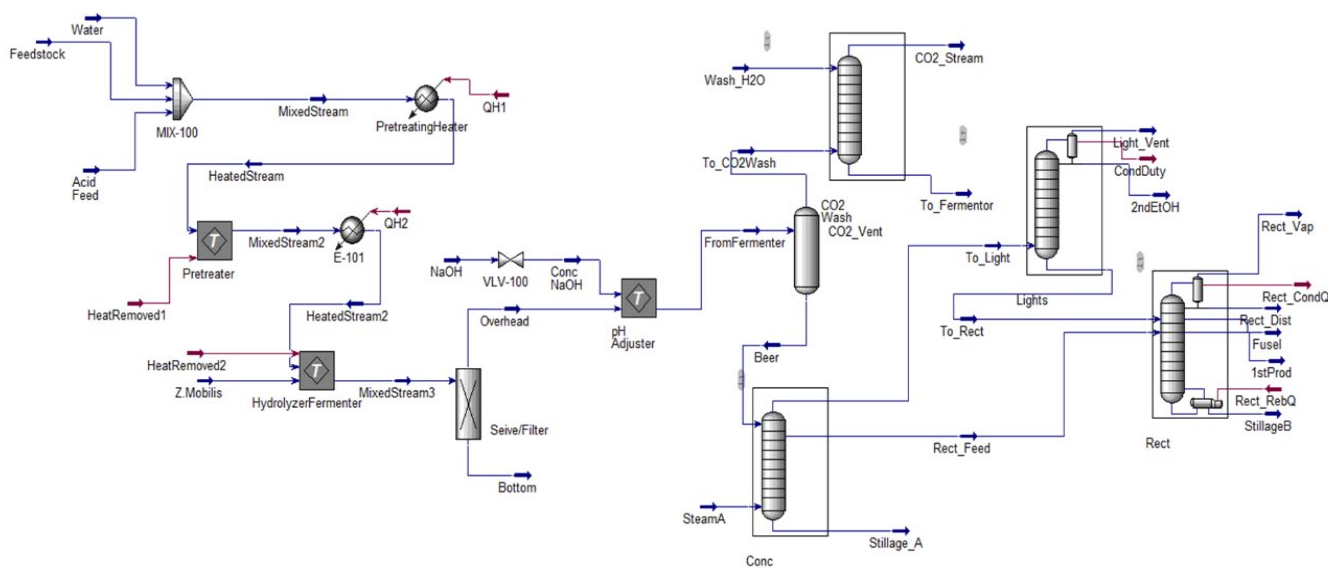 Water
Feedstock
MIX-100
Acid
Feed
MixedStream
QH1
PretreatingHeater
HeatedStream
Pretreater
MixedStream2
QH2
E-101
HeatRemoved1
HeatedStream2
HeatRemoved2
Z.Mobilis
HydrolyzerFermenter
MixedStream3
NaOH
VLV-100
Conc
NaOH
Overhead
pH
Adjuster
Seive/Filter
Bottom
FromFermenter
Wash_H2O
CO2_Stream
To_CO2Wash
To_Fermentor
CO2
Wash
CO2_Vent
Beer
SteamA
Conc
Stillage_A
To_Light
Rect_Feed
Light_Vent
CondDuty
2ndEtOH
Lights
To_Rect
Rect_Vap
Rect_CondQ
Rect_Dist
Fusel
1stProd
Rect_RebQ
StillageB
Rect
T
T
T